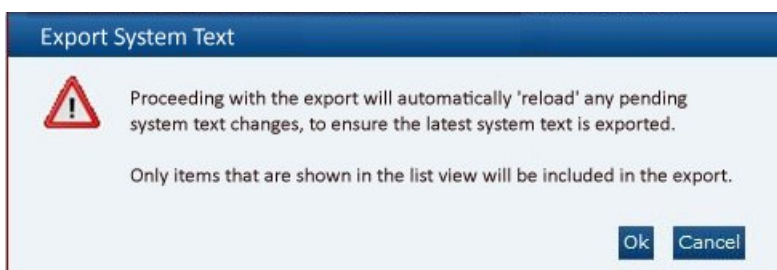 Export System Text
Proceeding with the export will automatically 'reload' any pending
system text changes, to ensure the latest system text is exported.
Only items that are shown in the list view will be included in the export.
Ok Cancel